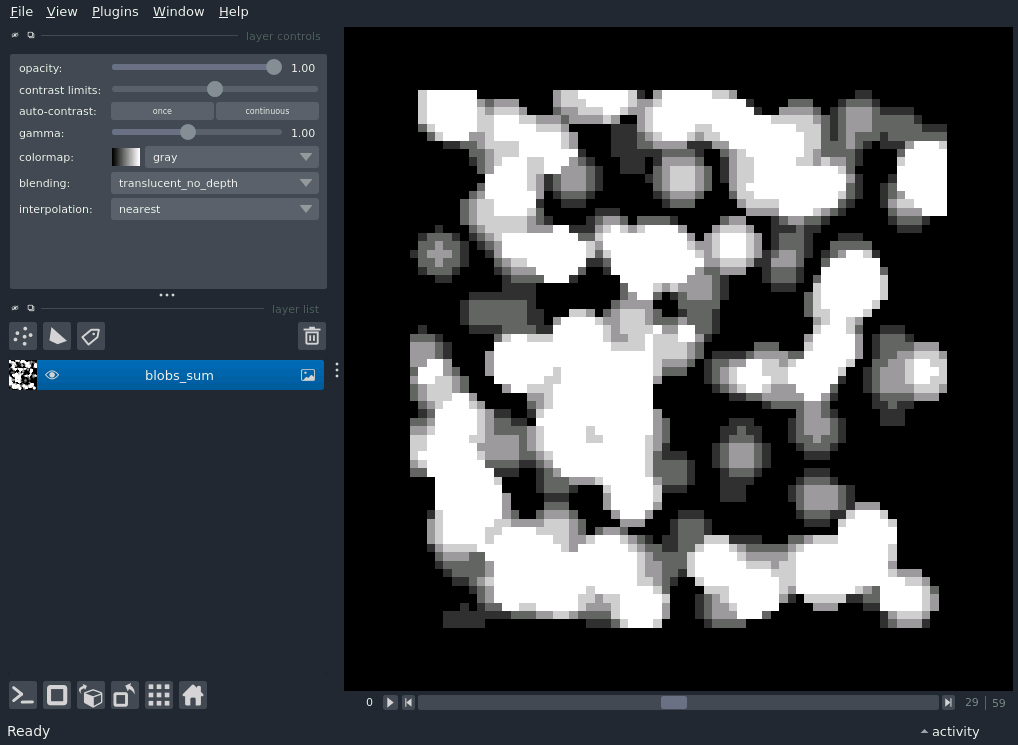 File View Plugins Window Help
layer controls
opacity: 1.00
contrast limits:
auto-contrast: once continuous
gamma: 1.00
colormap: gray
blending: translucent_no_depth
interpolation: nearest
layer list
blobs_sum
0 29 59
Ready activity